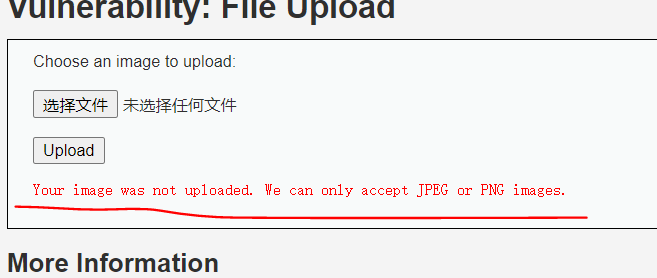 Vulnerability: File Upload
Choose an image to upload:
选择文件 未选择任何文件
Upload
Your image was not uploaded. We can only accept JPEG or PNG images.
More Information